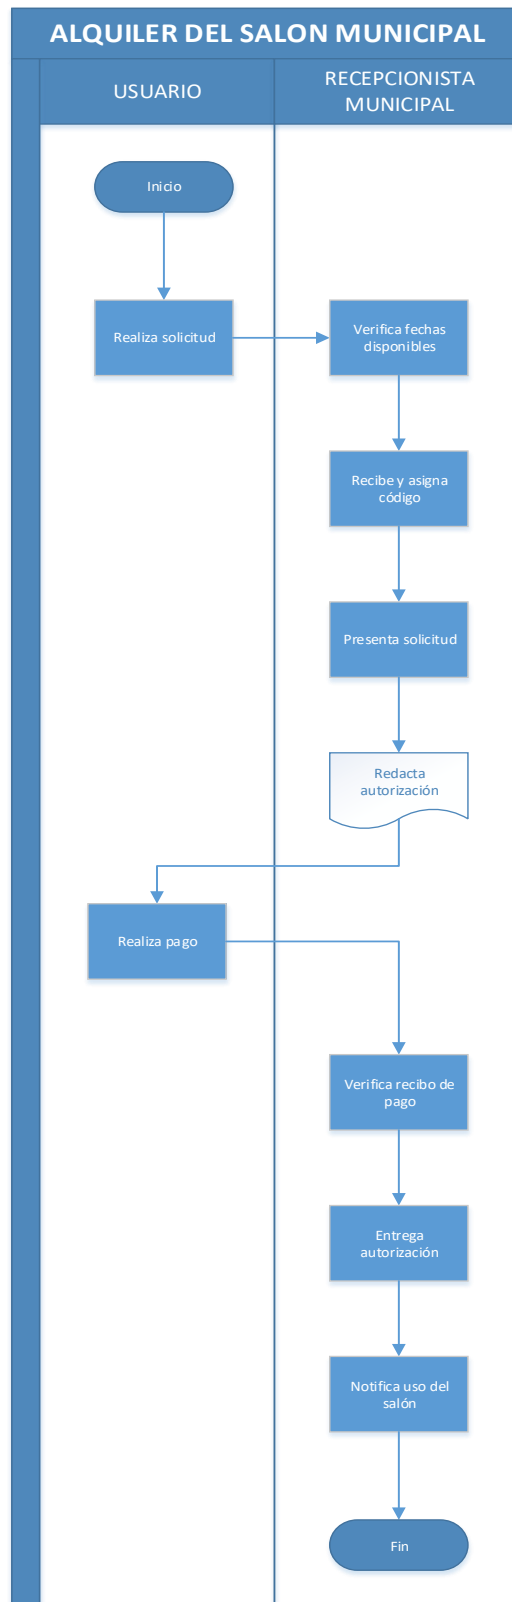 ALQUILER DEL SALON MUNICIPAL
USUARIO
RECEPCIONISTA
MUNICIPAL
Inicio
Realiza solicitud
Verifica fechas
disponibles
Recibe y asigna
código
Presenta solicitud
Redacta
autorización
Realiza pago
Verifica recibo de
pago
Entrega
autorización
Notifica uso del
salón
Fin